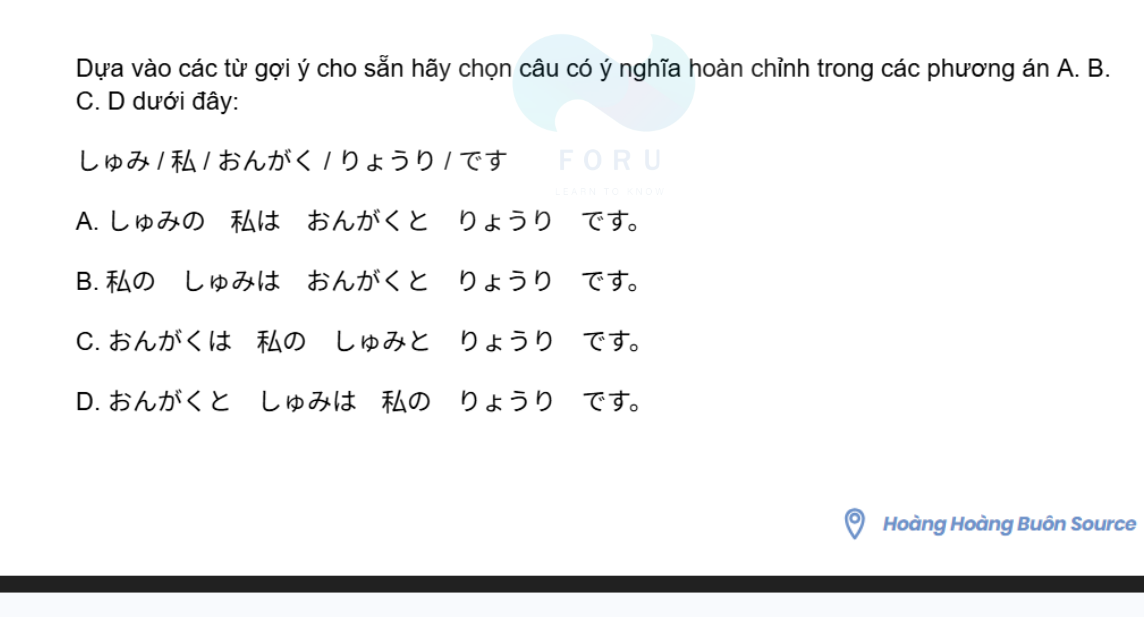 Dựa vào các từ gợi ý cho sẵn hãy chọn câu có ý nghĩa hoàn chỉnh trong các phương án A. B.
C. D dưới đây:
しゅみ / 私 / おんがく / りょうり / です
FORU
LEARN TO KNOW
A. しゅみの　私は　おんがくと　りょうり　です。
B. 私の　しゅみは　おんがくと　りょうり　です。
C. おんがくは　私の　しゅみと　りょうり　です。
D. おんがくと　しゅみは　私の　りょうり　です。
Hoàng Hoàng Buôn Source